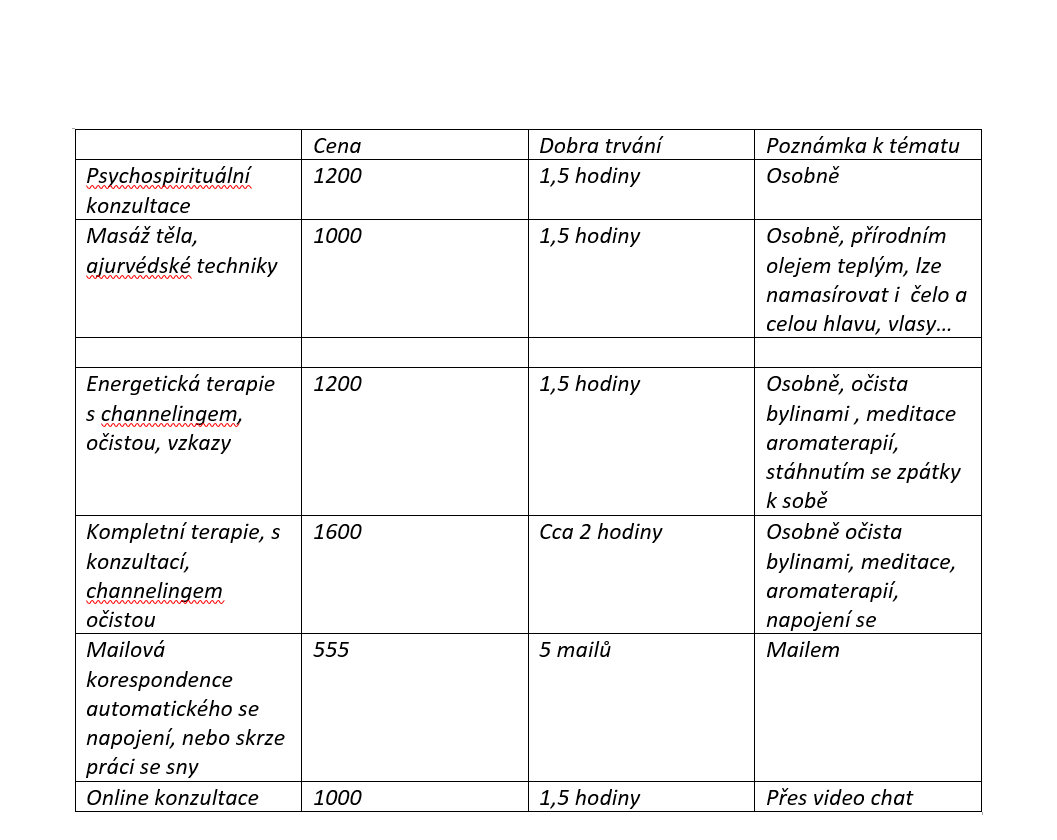 Cena Dobra trvání Poznámka k tématu
Psychospirituální 1200 1,5 hodiny Osobně
konzultace
Masáž těla, 1000 1,5 hodiny Osobně, přírodním
ajurvédské techniky olejem teplým, lze
namasírovat i čelo a
celou hlavu, vlasy...
Energetická terapie 1200 1,5 hodiny Osobně, očista
s channelingem, bylinami , meditace
očistou, vzkazy aromaterapií,
stáhnutím se zpátky
k sobě
Kompletní terapie, s 1600 Cca 2 hodiny Osobně očista
konzultací, bylinami, meditace,
channelingem aromaterapií,
očistou napojení se
Mailová 555 5 mailů Mailem
korespondence
automatického se
napojení, nebo skrze
práci se sny
Online konzultace 1000 1,5 hodiny Přes video chat